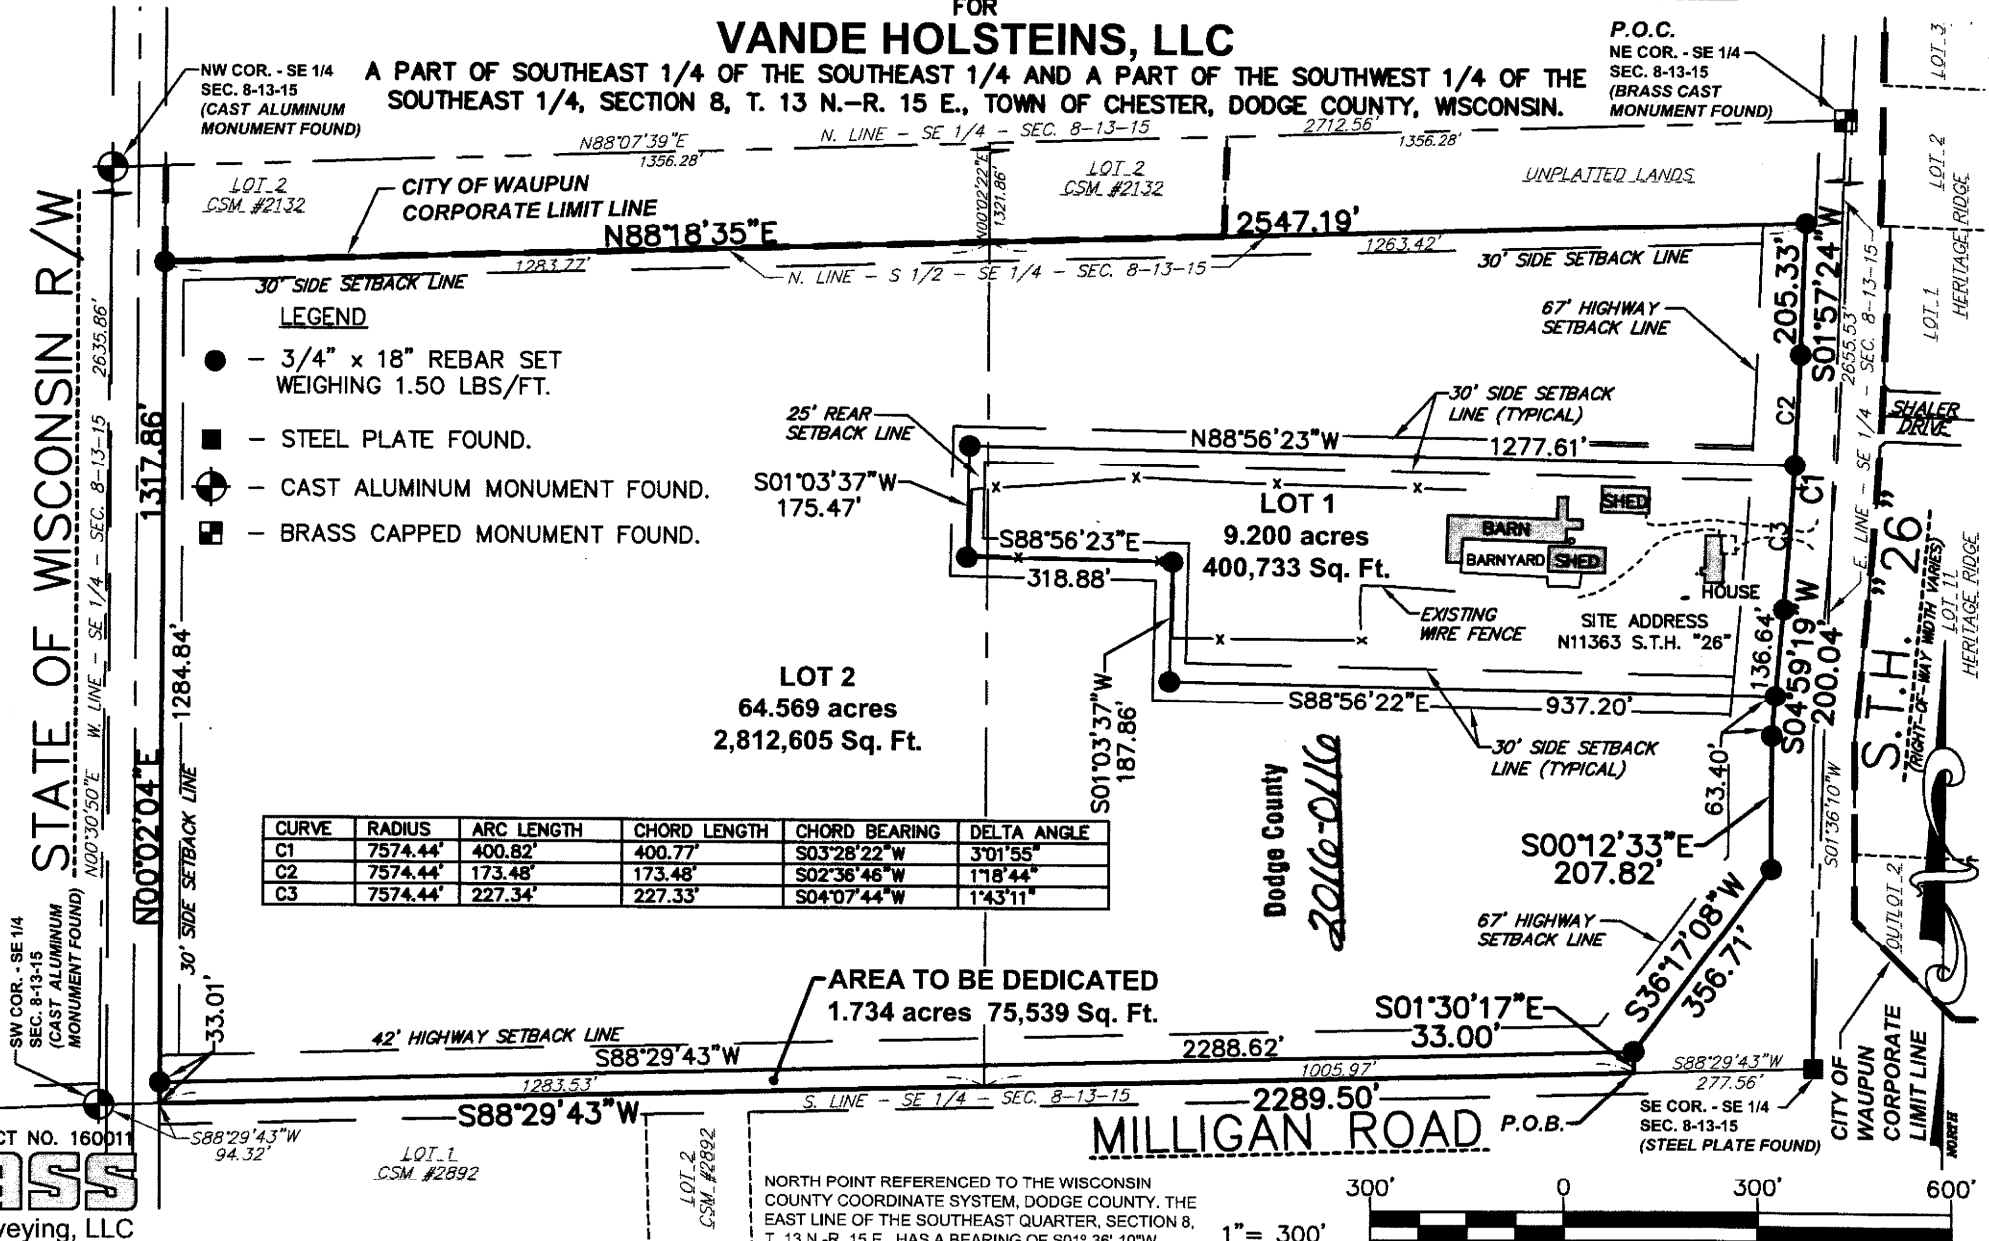 FOR
VANDE HOLSTEINS, LLC
A PART OF SOUTHEAST 1/4 OF THE SOUTHEAST 1/4 AND A PART OF THE SOUTHWEST 1/4 OF THE
SOUTHEAST 1/4, SECTION 8, T. 13 N.-R. 15 E., TOWN OF CHESTER, DODGE COUNTY, WISCONSIN.
NW COR. - SE 1/4
SEC. 8-13-15
(CAST ALUMINUM
MONUMENT FOUND)
P.O.C.
NE COR. - SE 1/4
SEC. 8-13-15
(BRASS CAST
MONUMENT FOUND)
N88°07'39"E
1356.28'
N. LINE - SE 1/4 - SEC. 8-13-15
2712.56'
1356.28'
LOT 2
CSM #2132
CITY OF WAUPUN
CORPORATE LIMIT LINE
N00°02'22"E
1321.86'
LOT 2
CSM #2132
UNPLATTED LANDS
LOT 3
LOT 2
HERITAGE RIDGE
LOT 1
N88°18'35"E
2547.19'
1283.77'
1263.42'
N. LINE - S 1/2 - SE 1/4 - SEC. 8-13-15
30' SIDE SETBACK LINE
30' SIDE SETBACK LINE
LEGEND
3/4" x 18" REBAR SET
WEIGHING 1.50 LBS/FT.
- STEEL PLATE FOUND.
- CAST ALUMINUM MONUMENT FOUND.
- BRASS CAPPED MONUMENT FOUND.
STATE OF WISCONSIN R/W
2635.86'
W. LINE - SE 1/4 - SEC. 8-13-15
N00°30'50"E
1317.86'
N00°02'04"E
1284.84'
30' SIDE SETBACK LINE
33.01'
67' HIGHWAY
SETBACK LINE
205.33'
S01°57'24"W
2655.53'
E. LINE - SE 1/4 - SEC. 8-13-15
C2
C1
C3
SHALER
DRIVE
30' SIDE SETBACK
LINE (TYPICAL)
25' REAR
SETBACK LINE
N88°56'23"W
1277.61'
S01°03'37"W
175.47'
LOT 1
9.200 acres
400,733 Sq. Ft.
S88°56'23"E
318.88'
BARN
BARNYARD
SHED
SHED
HOUSE
EXISTING
WIRE FENCE
SITE ADDRESS
N11363 S.T.H. "26"
136.64'
S04°59'19"W
200.04'
S.T.H. "26"
(RIGHT-OF-WAY WIDTH VARIES)
LOT 11
HERITAGE RIDGE
LOT 2
64.569 acres
2,812,605 Sq. Ft.
S01°03'37"W
187.86'
S88°56'22"E
937.20'
30' SIDE SETBACK
LINE (TYPICAL)
63.40'
S01°36'10"W
Dodge County
2016-0116
CURVE RADIUS ARC LENGTH CHORD LENGTH CHORD BEARING DELTA ANGLE
C1 7574.44' 400.82' 400.77' S03°28'22"W 3°01'55"
C2 7574.44' 173.48' 173.48' S02°36'46"W 1°18'44"
C3 7574.44' 227.34' 227.33' S04°07'44"W 1°43'11"
S00°12'33"E
207.82'
67' HIGHWAY
SETBACK LINE
S36°17'08"W
356.71'
OUTLOT 2
CITY OF
WAUPUN
CORPORATE
LIMIT LINE
NORTH
SW COR. - SE 1/4
SEC. 8-13-15
(CAST ALUMINUM
MONUMENT FOUND)
AREA TO BE DEDICATED
1.734 acres 75,539 Sq. Ft.
S01°30'17"E
33.00'
42' HIGHWAY SETBACK LINE
S88°29'43"W
2288.62'
1283.53'
1005.97'
S88°29'43"W
277.56'
S88°29'43"W
S. LINE - SE 1/4 - SEC. 8-13-15
2289.50'
MILLIGAN ROAD
P.O.B.
SE COR. - SE 1/4
SEC. 8-13-15
(STEEL PLATE FOUND)
CT NO. 160011
S88°29'43"W
94.32'
LOT 1
CSM #2892
LOT 2
CSM #2892
ASS
veying, LLC
NORTH POINT REFERENCED TO THE WISCONSIN
COUNTY COORDINATE SYSTEM, DODGE COUNTY. THE
EAST LINE OF THE SOUTHEAST QUARTER, SECTION 8,
T. 13 N.-R. 15 E., HAS A BEARING OF S01° 36' 10"W
1"= 300'
300' 0 300' 600'